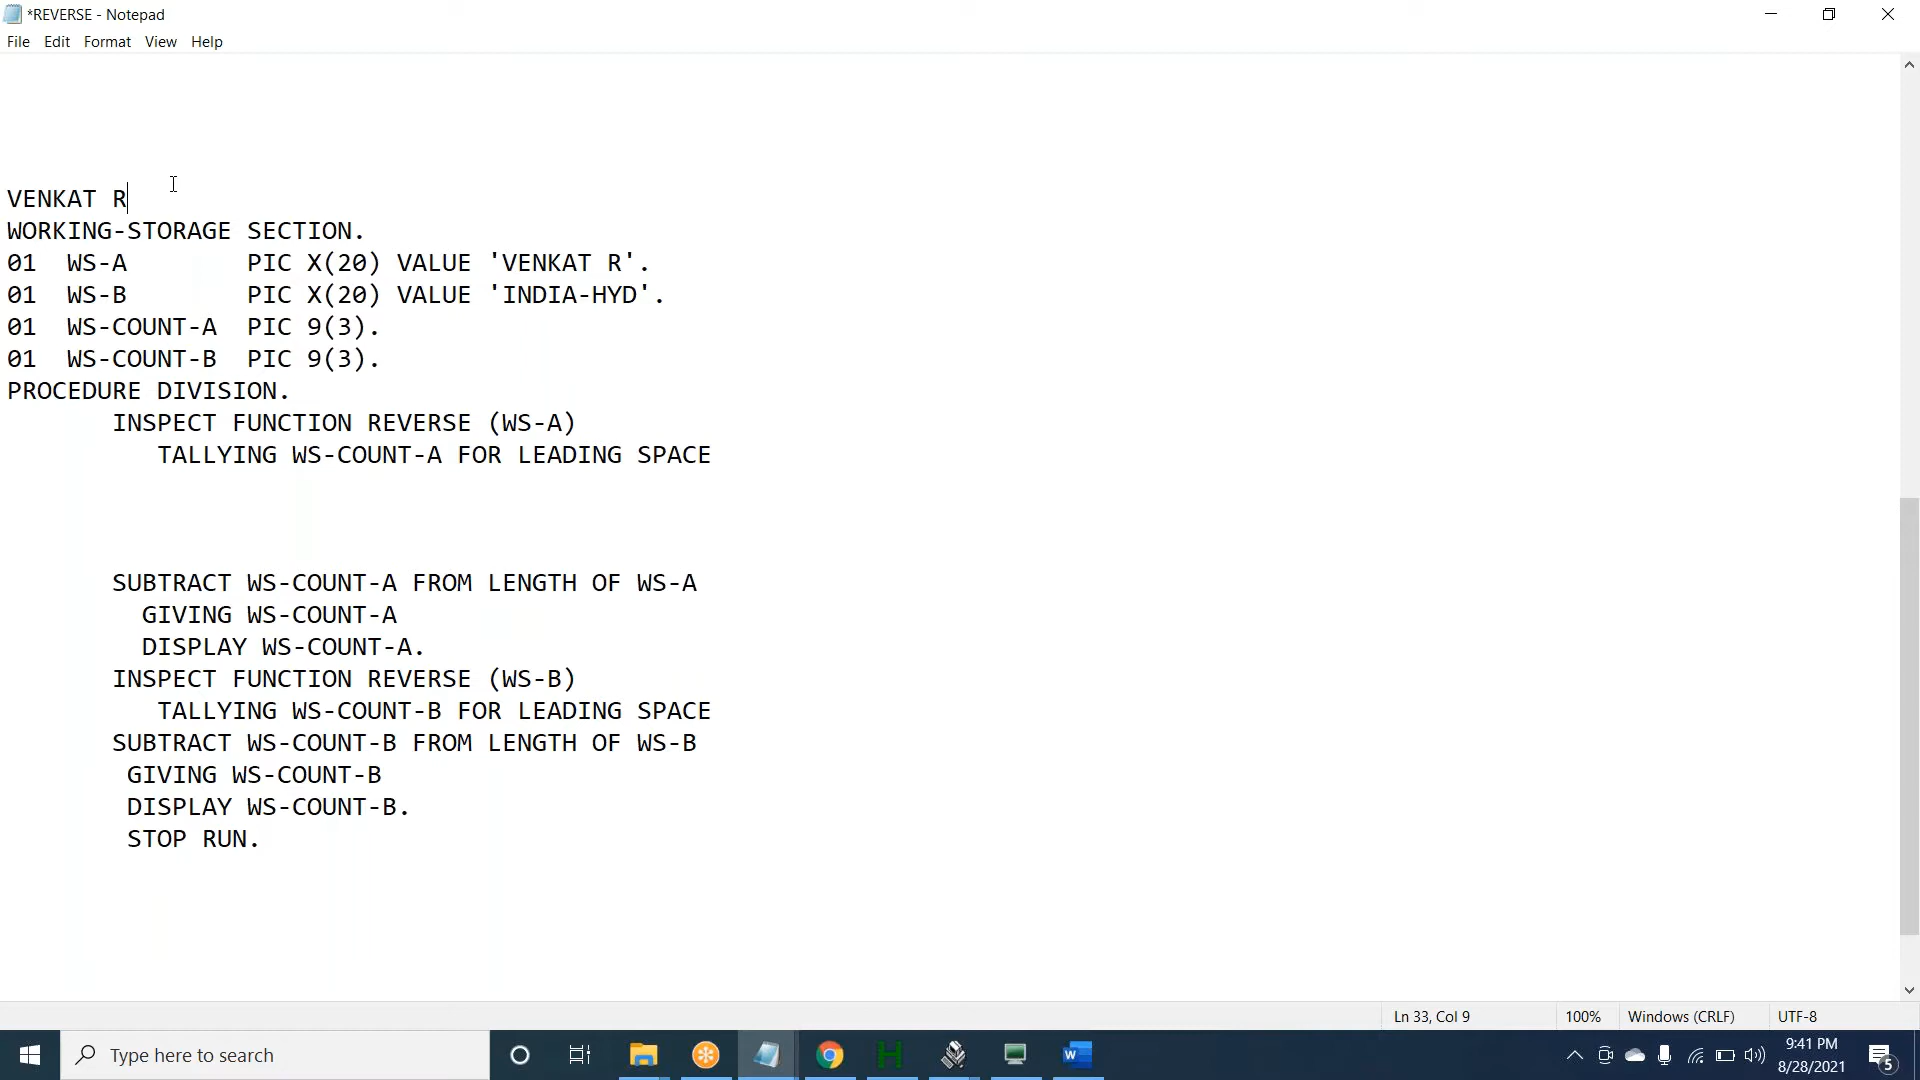 *REVERSE - Notepad
File Edit Format View Help
VENKAT R
WORKING-STORAGE SECTION.
01  WS-A        PIC X(20) VALUE 'VENKAT R'.
01  WS-B        PIC X(20) VALUE 'INDIA-HYD'.
01  WS-COUNT-A  PIC 9(3).
01  WS-COUNT-B  PIC 9(3).
PROCEDURE DIVISION.
       INSPECT FUNCTION REVERSE (WS-A)
          TALLYING WS-COUNT-A FOR LEADING SPACE
       SUBTRACT WS-COUNT-A FROM LENGTH OF WS-A
         GIVING WS-COUNT-A
         DISPLAY WS-COUNT-A.
       INSPECT FUNCTION REVERSE (WS-B)
          TALLYING WS-COUNT-B FOR LEADING SPACE
       SUBTRACT WS-COUNT-B FROM LENGTH OF WS-B
        GIVING WS-COUNT-B
        DISPLAY WS-COUNT-B.
        STOP RUN.
Ln 33, Col 9 100% Windows (CRLF) UTF-8
Type here to search
H
W
9:41 PM
8/28/2021
5